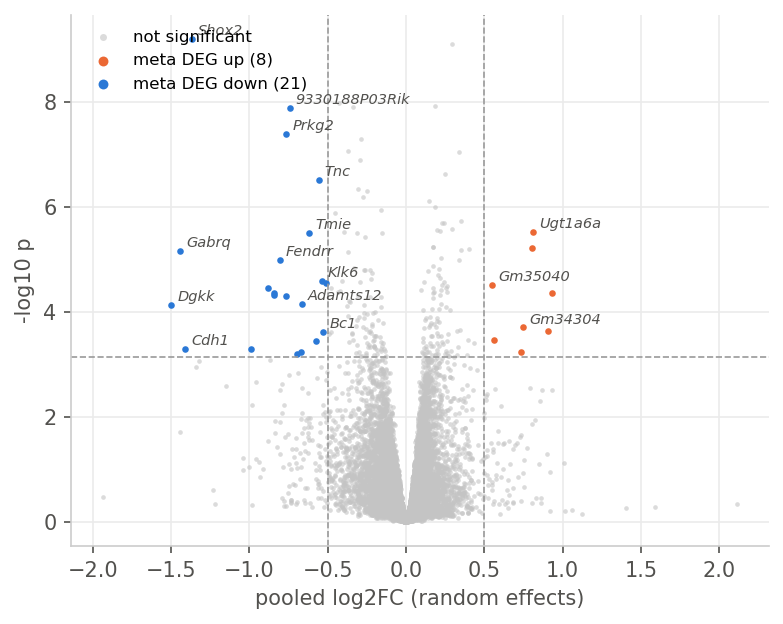 Shox2
not significant
meta DEG up (8)
meta DEG down (21)
9330188P03Rik
Prkg2
Tnc
Tmie
Ugt1a6a
Gabrq
Fendrr
Klk6
Gm35040
Dgkk
Adamts12
Bc1
Gm34304
Cdh1
8
6
4
2
0
-log10 p
−2.0 −1.5 −1.0 −0.5 0.0 0.5 1.0 1.5 2.0
pooled log2FC (random effects)